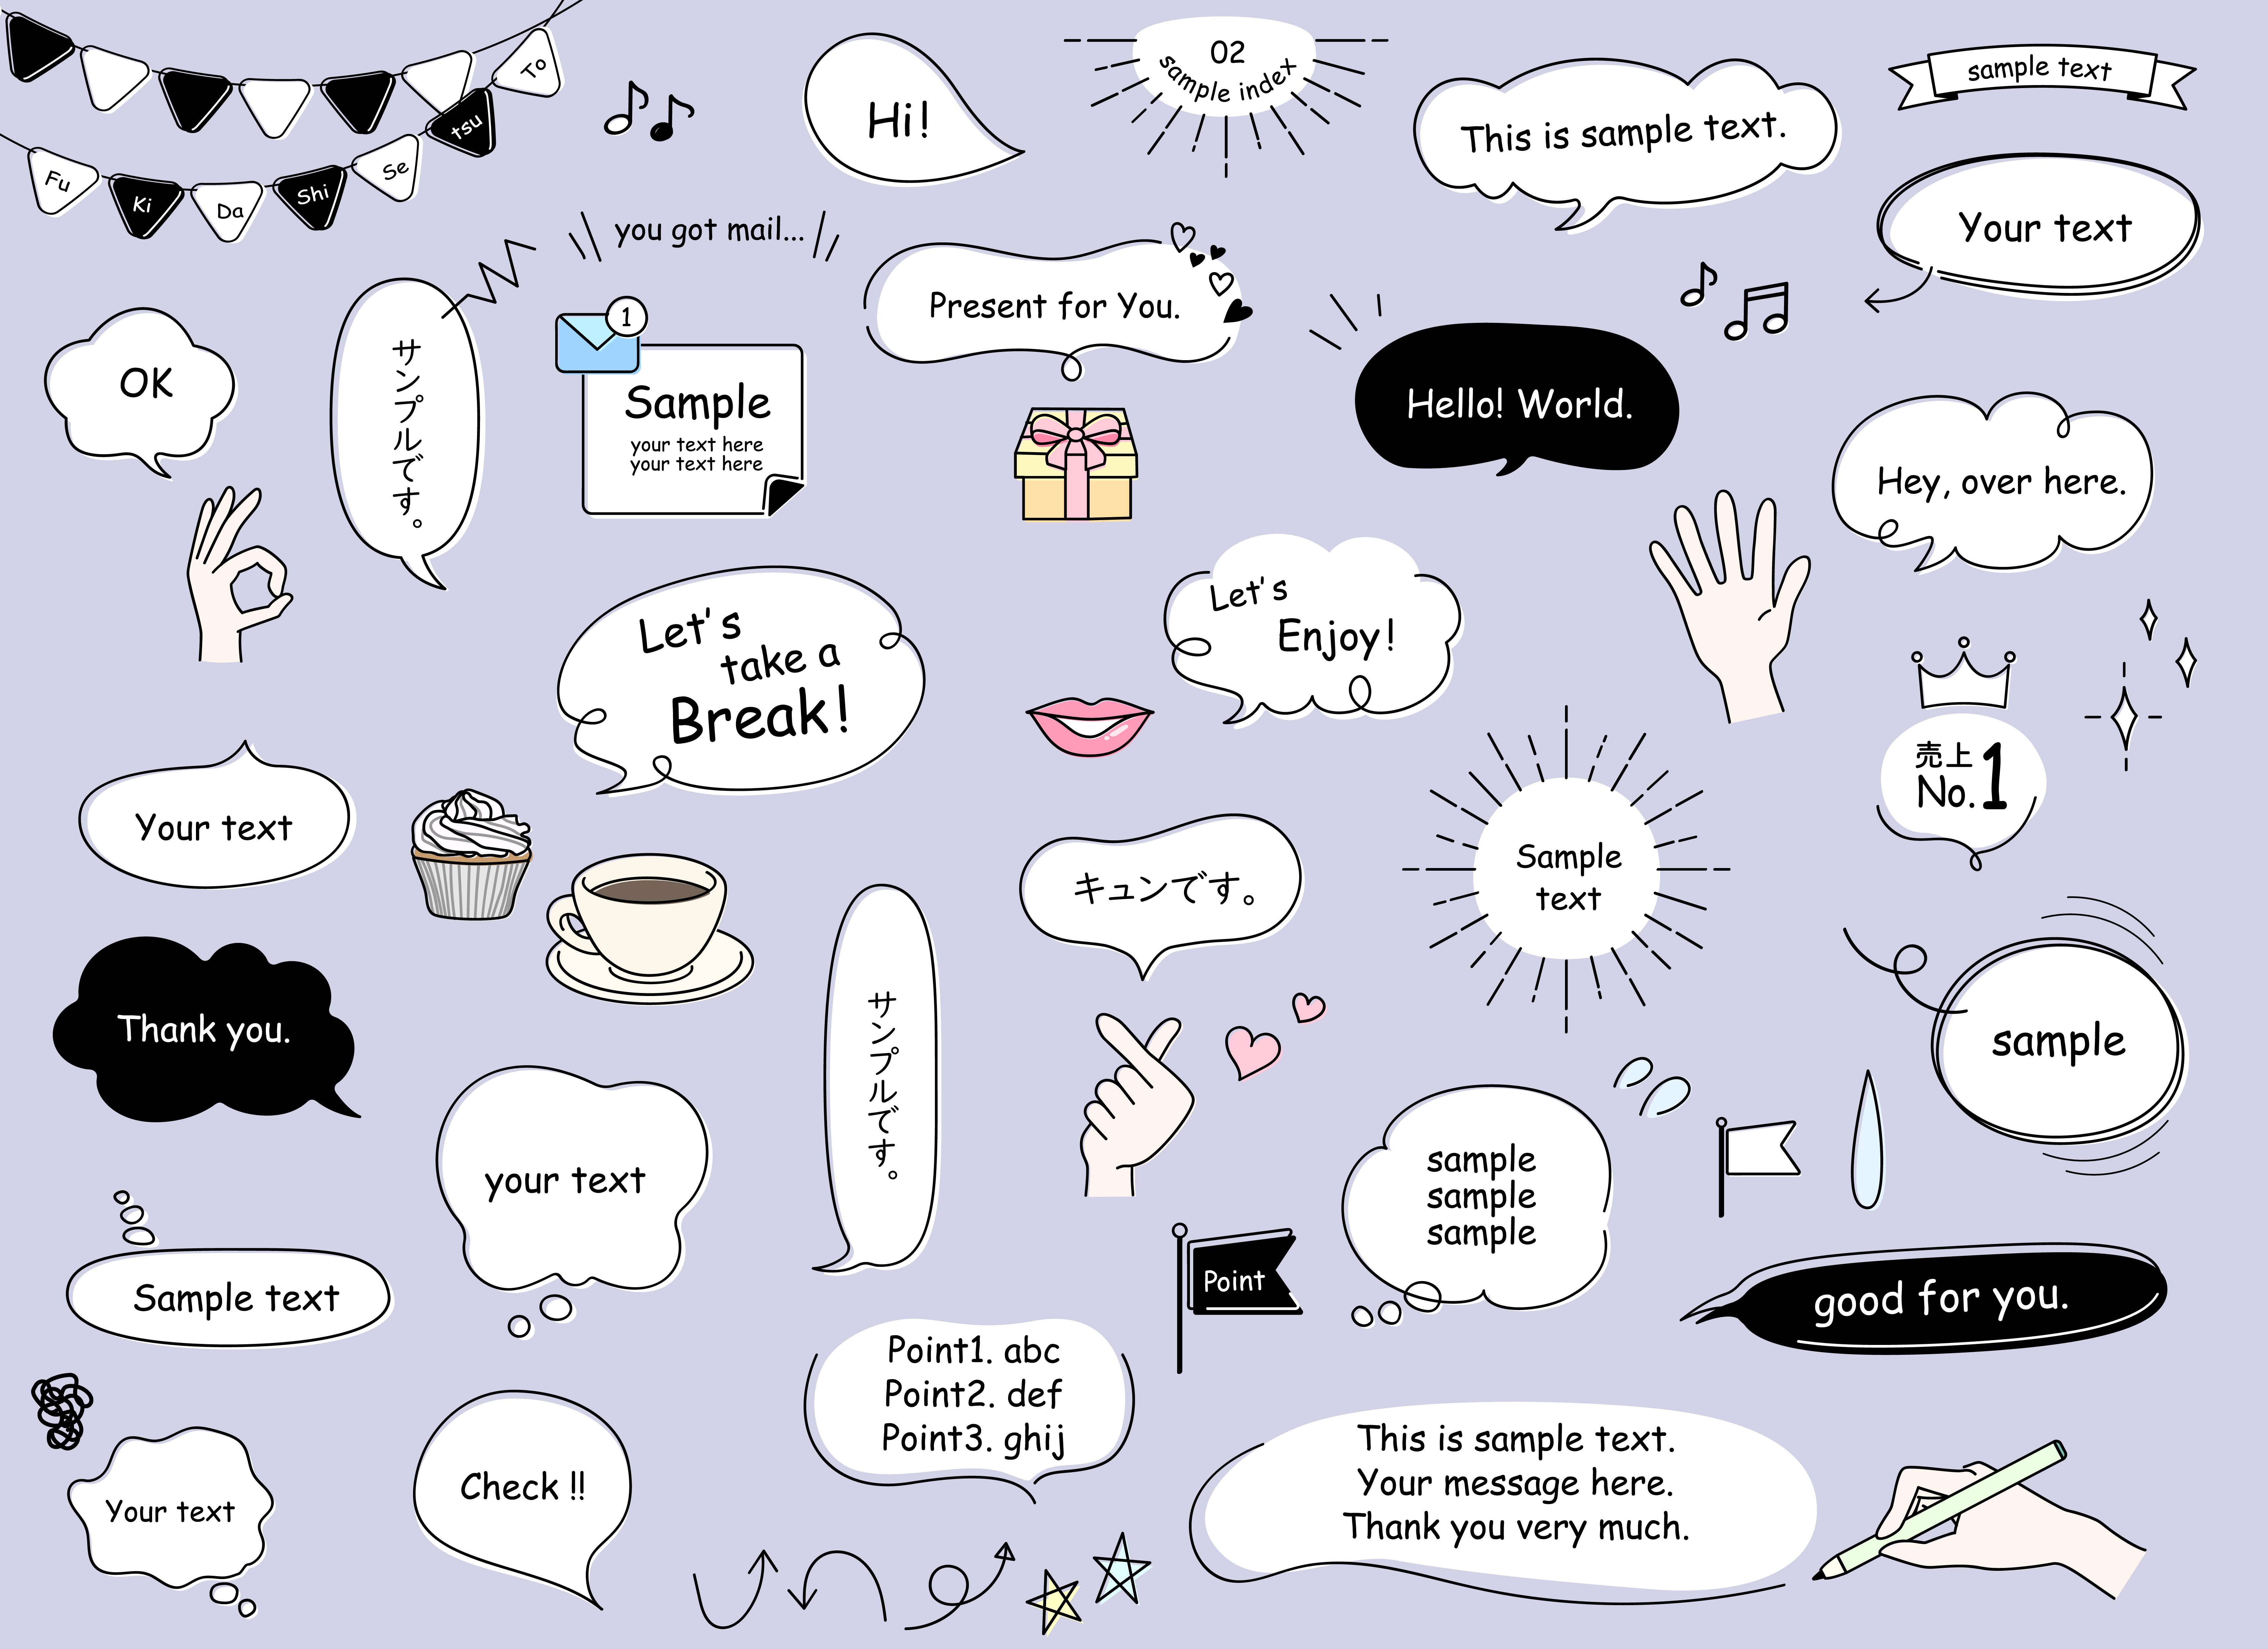 To
tsu
Se
Shi
Da
Ki
Fu
Hi!
02
sample index
This is sample text.
sample text
Your text
you got mail...
Present for You.
1
Sample
your text here
your text here
OK
サンプルです。
Hello! World.
Hey, over here.
Let's
take a
Break!
Let's
Enjoy!
売上
No.1
Your text
キュンです。
Sample
text
Thank you.
サンプルです。
sample
your text
sample
sample
sample
Sample text
Point
good for you.
Point1. abc
Point2. def
Point3. ghij
Your text
Check !!
This is sample text.
Your message here.
Thank you very much.